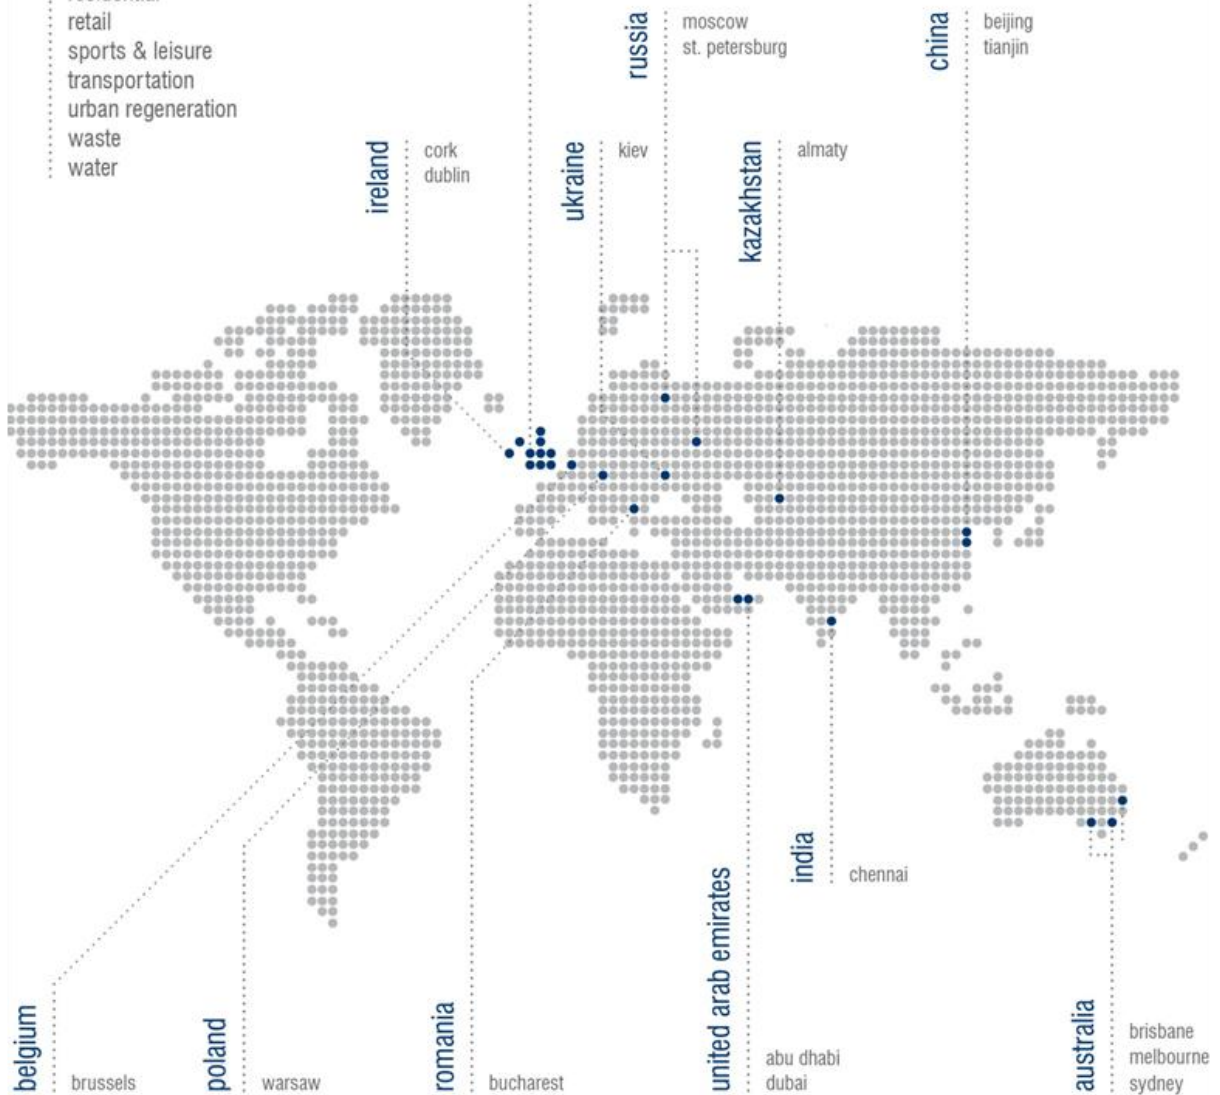 retail
sports & leisure
transportation
urban regeneration
waste
water
ireland
cork
dublin
ukraine
kiev
russia
moscow
st. petersburg
kazakhstan
almaty
china
beijing
tianjin
belgium
brussels
poland
warsaw
romania
bucharest
united arab emirates
abu dhabi
dubai
india
chennai
australia
brisbane
melbourne
sydney